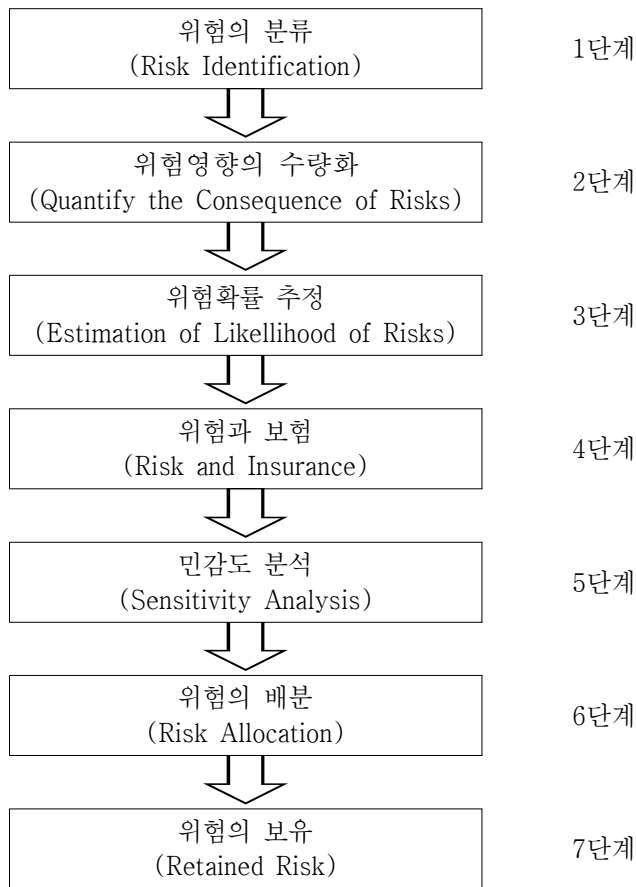 위험의 분류
(Risk Identification)
1단계
위험영향의 수량화
(Quantify the Consequence of Risks)
2단계
위험확률 추정
(Estimation of Likellihood of Risks)
3단계
위험과 보험
(Risk and Insurance)
4단계
민감도 분석
(Sensitivity Analysis)
5단계
위험의 배분
(Risk Allocation)
6단계
위험의 보유
(Retained Risk)
7단계